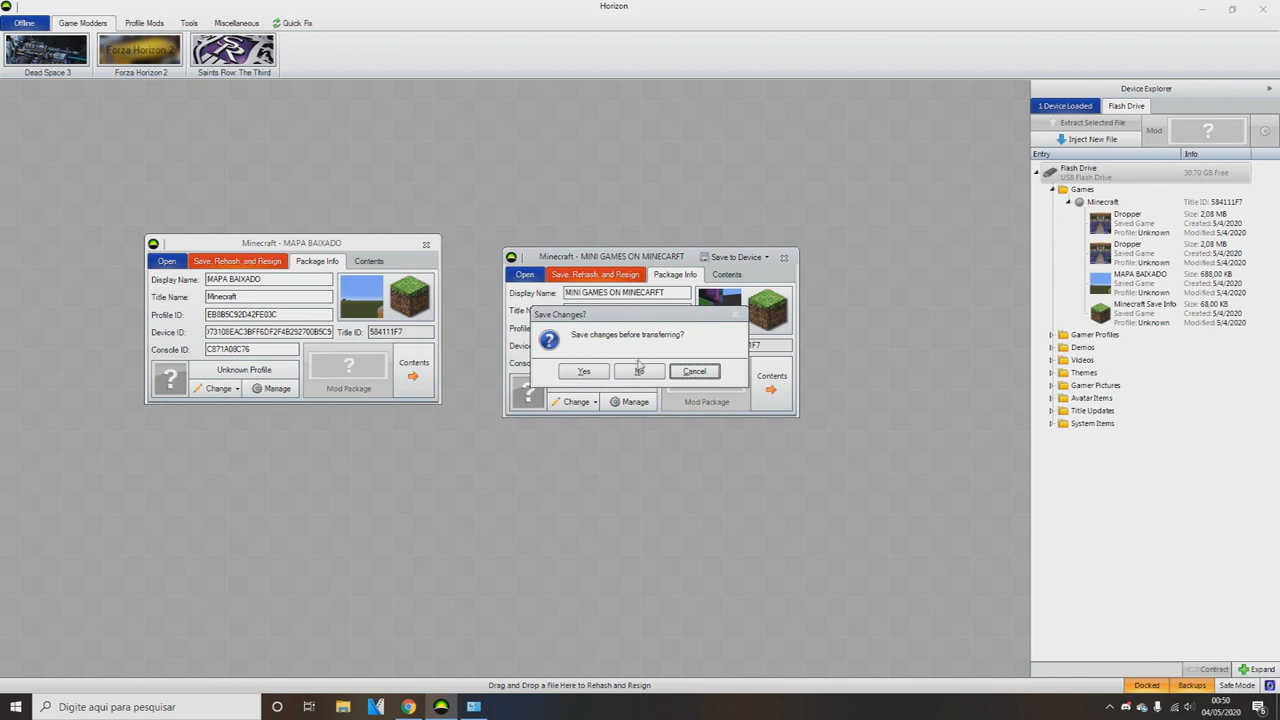 Horizon
Offline
Game Modders
Profile Mods
Tools
Miscellaneous
Quick Fix
Forza Horizon 2
Dead Space 3
Forza Horizon 2
Saints Row: The Third
Device Explorer
»
1 Device Loaded
Flash Drive
Extract Selected File
Inject New File
Mod
?
Entry
Info
Flash Drive
USB Flash Drive
30,70 GB Free
Games
Minecraft
Title ID: 584111F7
Dropper
Saved Game
Profile: Unknown
Size: 2,08 MB
Created: 5/4/2020
Modified: 5/4/2020
Dropper
Saved Game
Profile: Unknown
Size: 2,08 MB
Created: 5/4/2020
Modified: 5/4/2020
MAPA BAIXADO
Saved Game
Profile: Unknown
Size: 688,00 KB
Created: 5/4/2020
Modified: 5/4/2020
Minecraft Save Info
Saved Game
Profile: Unknown
Size: 68,00 KB
Created: 5/4/2020
Modified: 5/4/2020
Gamer Profiles
Demos
Videos
Themes
Gamer Pictures
Avatar Items
Title Updates
System Items
Contract
Expand
Minecraft - MAPA BAIXADO
Open
Save, Rehash, and Resign
Package Info
Contents
Display Name:
MAPA BAIXADO
Title Name:
Minecraft
Profile ID:
EB8B5C92D42FE03C
Device ID:
)73108EAC3BFF6DF2F4B292700B5C9
Title ID:
584111F7
Console ID:
C871A08C76
Unknown Profile
?
Change
Manage
?
Mod Package
Contents
Minecraft - MINI GAMES ON MINECARFT
Save to Device
Open
Save, Rehash, and Resign
Package Info
Contents
Display Name:
MINI GAMES ON MINECARFT
Title N
Profile
Device
Conso
F7
?
Change
Manage
Mod Package
Contents
Save Changes?
?
Save changes before transferring?
Yes
No
Cancel
Drag and Drop a File Here to Rehash and Resign
Docked
Backups
Safe Mode
Digite aqui para pesquisar
00:50
04/05/2020